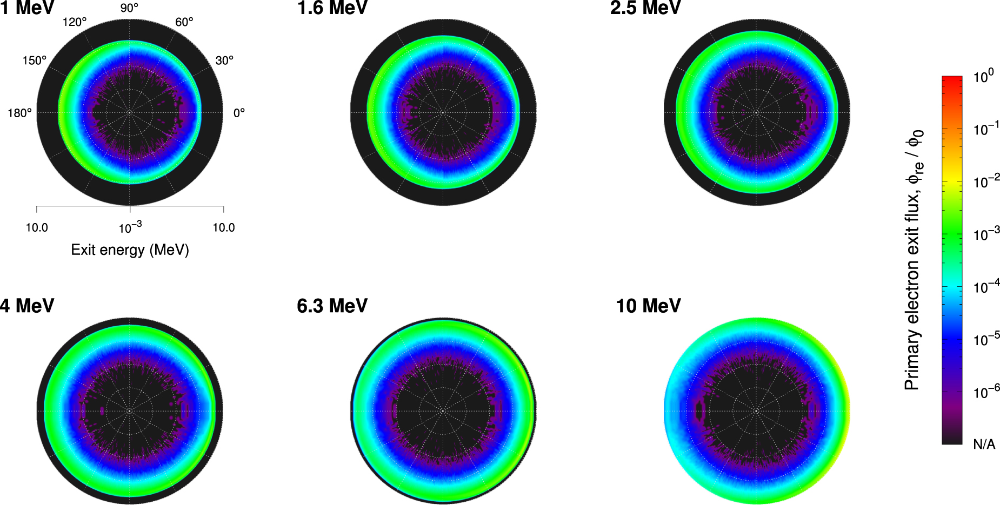 1 MeV
1.6 MeV
2.5 MeV
90°
120°
60°
150°
30°
180°
0°
10.0
10⁻³
10.0
Exit energy (MeV)
4 MeV
6.3 MeV
10 MeV
Primary electron exit flux, ϕre / ϕ0
10⁰
10⁻¹
10⁻²
10⁻³
10⁻⁴
10⁻⁵
10⁻⁶
N/A